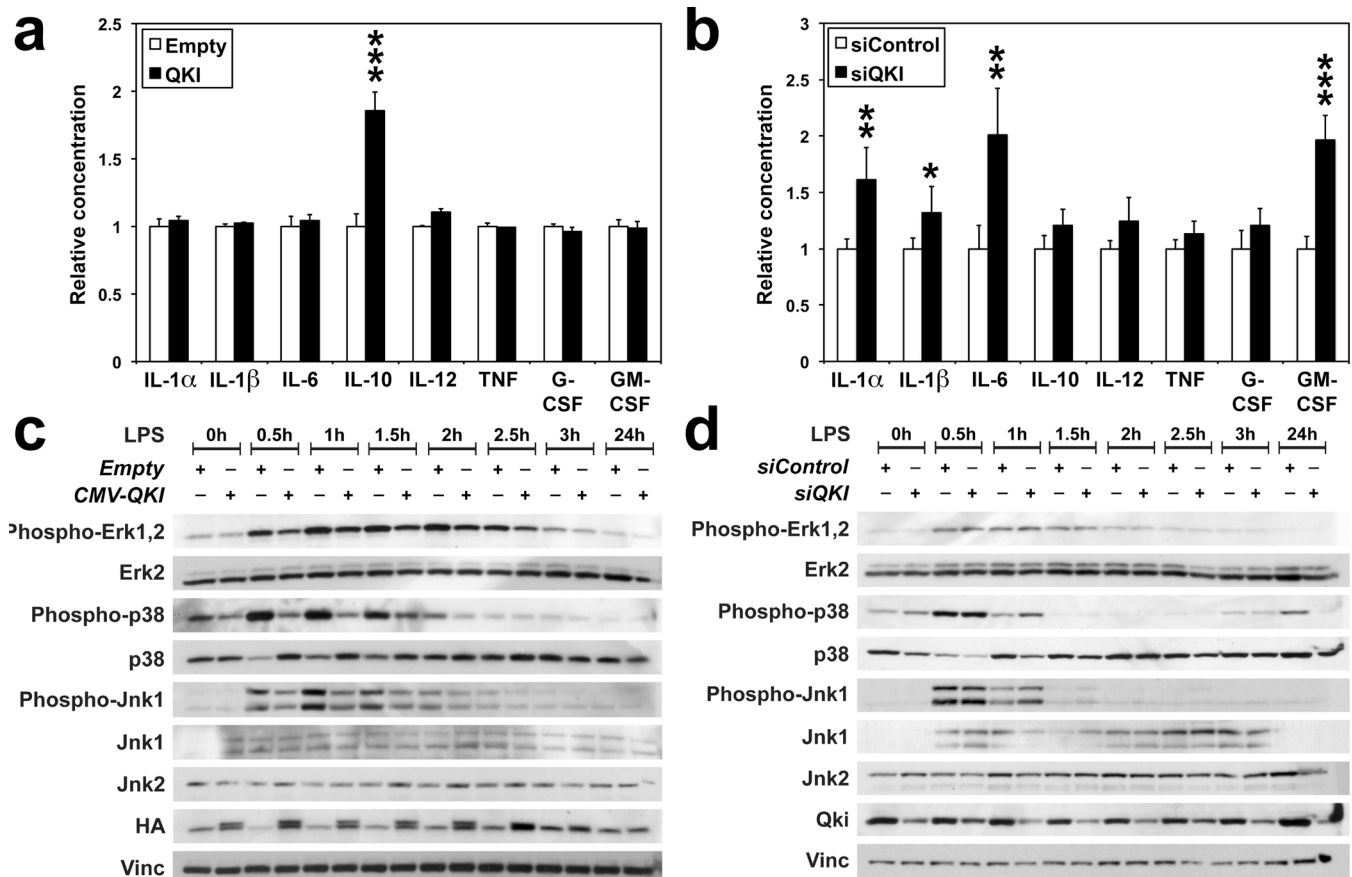 a
2.5
2
1.5
1
0.5
0
Relative concentration
Empty
QKI
***
IL-1α IL-1β IL-6 IL-10 IL-12 TNF G-CSF GM-CSF
b
3
2.5
2
1.5
1
0.5
0
Relative concentration
siControl
siQKI
** * ** ***
IL-1α IL-1β IL-6 IL-10 IL-12 TNF G-CSF GM-CSF
c
LPS 0h 0.5h 1h 1.5h 2h 2.5h 3h 24h
Empty + – + – + – + – + – + – + – + –
CMV-QKI – + – + – + – + – + – + – + – +
Phospho-Erk1,2
Erk2
Phospho-p38
p38
Phospho-Jnk1
Jnk1
Jnk2
HA
Vinc
d
LPS 0h 0.5h 1h 1.5h 2h 2.5h 3h 24h
siControl + – + – + – + – + – + – + – + –
siQKI – + – + – + – + – + – + – + – +
Phospho-Erk1,2
Erk2
Phospho-p38
p38
Phospho-Jnk1
Jnk1
Jnk2
Qki
Vinc